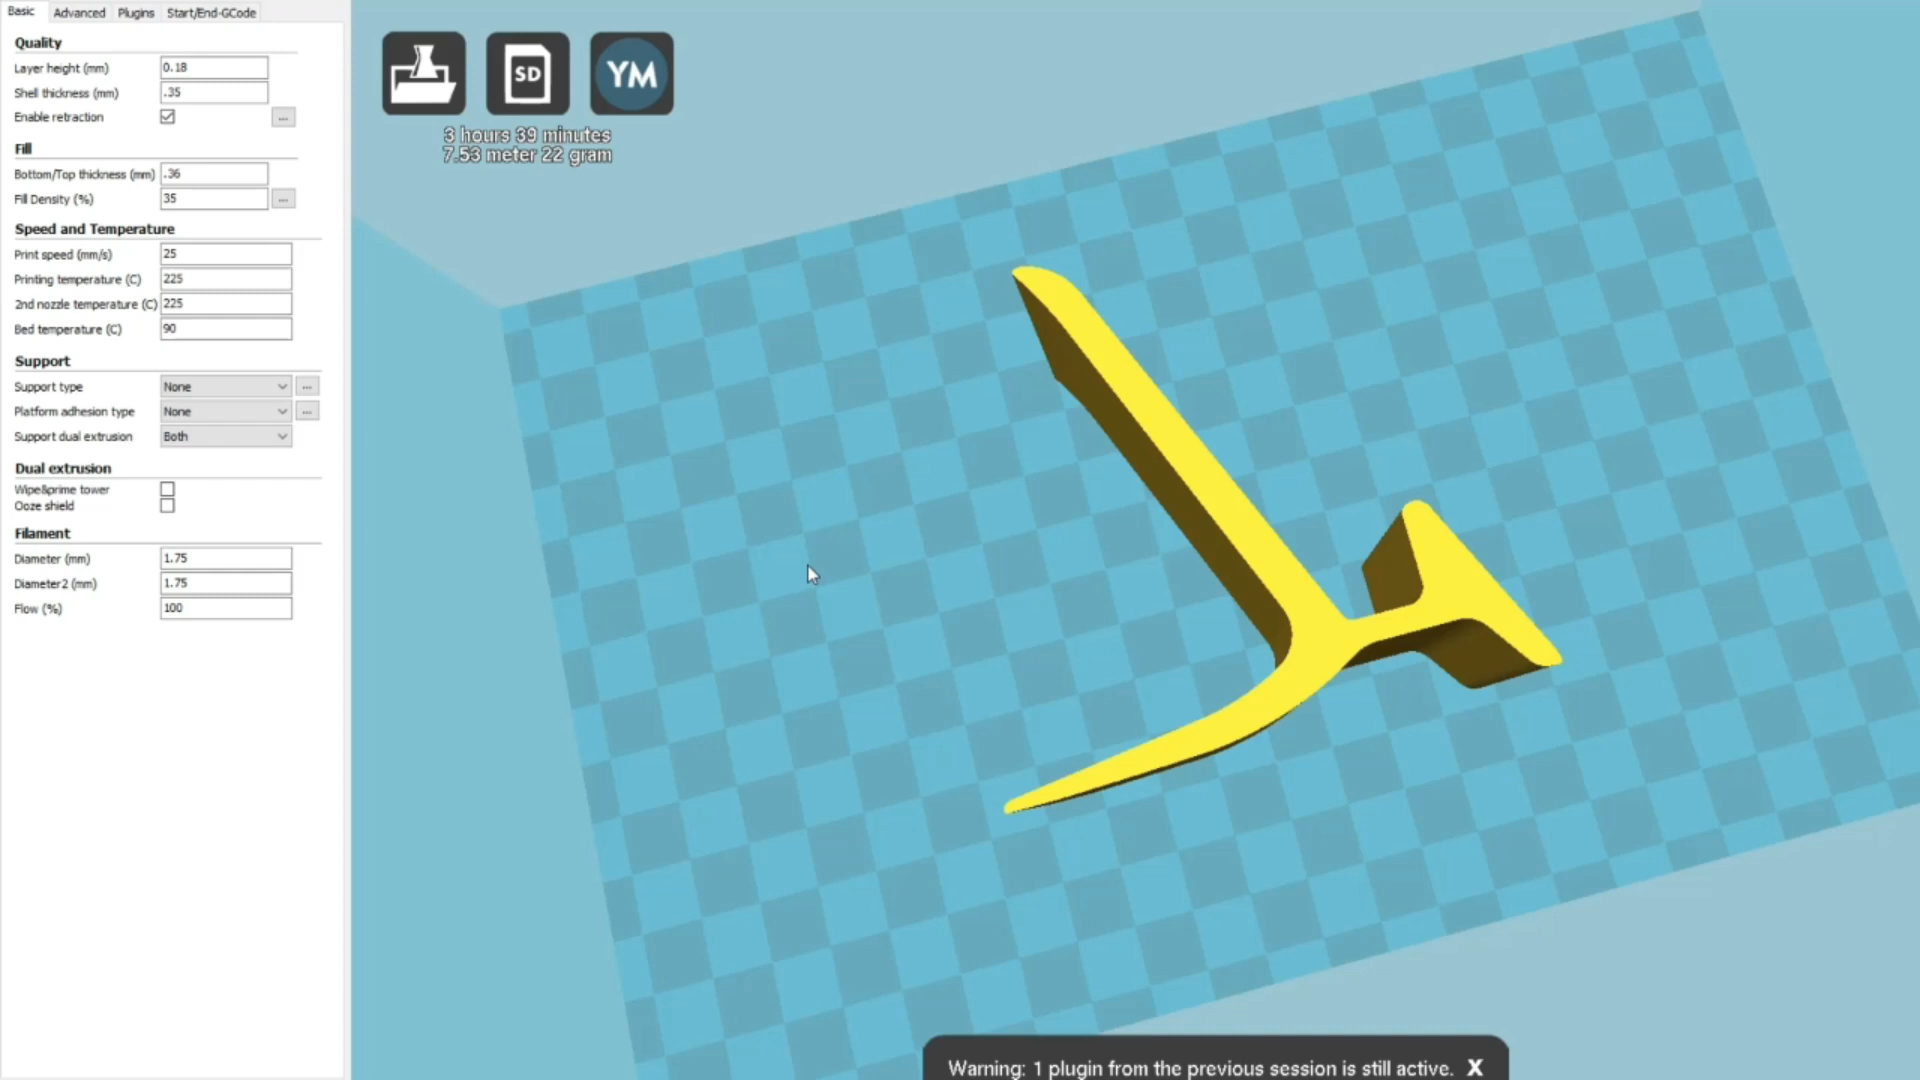 Basic Advanced Plugins Start/End-GCode
Quality
Layer height (mm) 0.18
Shell thickness (mm) .35
Enable retraction ...
Fill
Bottom/Top thickness (mm) .36
Fill Density (%) 35 ...
Speed and Temperature
Print speed (mm/s) 25
Printing temperature (C) 225
2nd nozzle temperature (C) 225
Bed temperature (C) 90
Support
Support type None ...
Platform adhesion type None ...
Support dual extrusion Both
Dual extrusion
Wipe&prime tower
Ooze shield
Filament
Diameter (mm) 1.75
Diameter2 (mm) 1.75
Flow (%) 100
SD YM
3 hours 39 minutes
7.53 meter 22 gram
Warning: 1 plugin from the previous session is still active. X